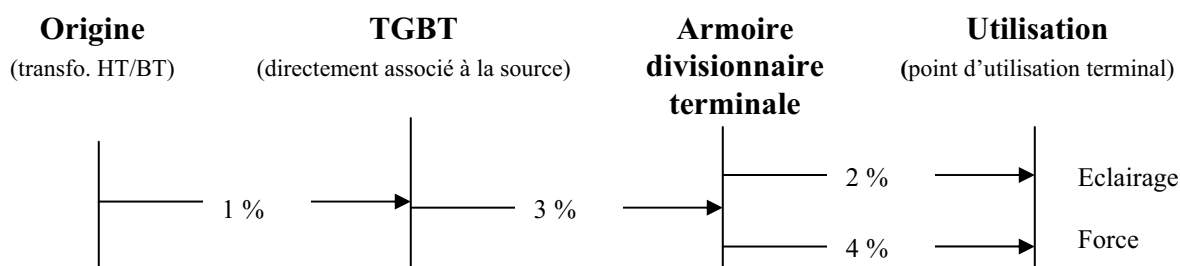 Origine
(transfo. HT/BT)
TGBT
(directement associé à la source)
Armoire
divisionnaire
terminale
Utilisation
(point d’utilisation terminal)
1 %
3 %
2 %
Eclairage
4 %
Force